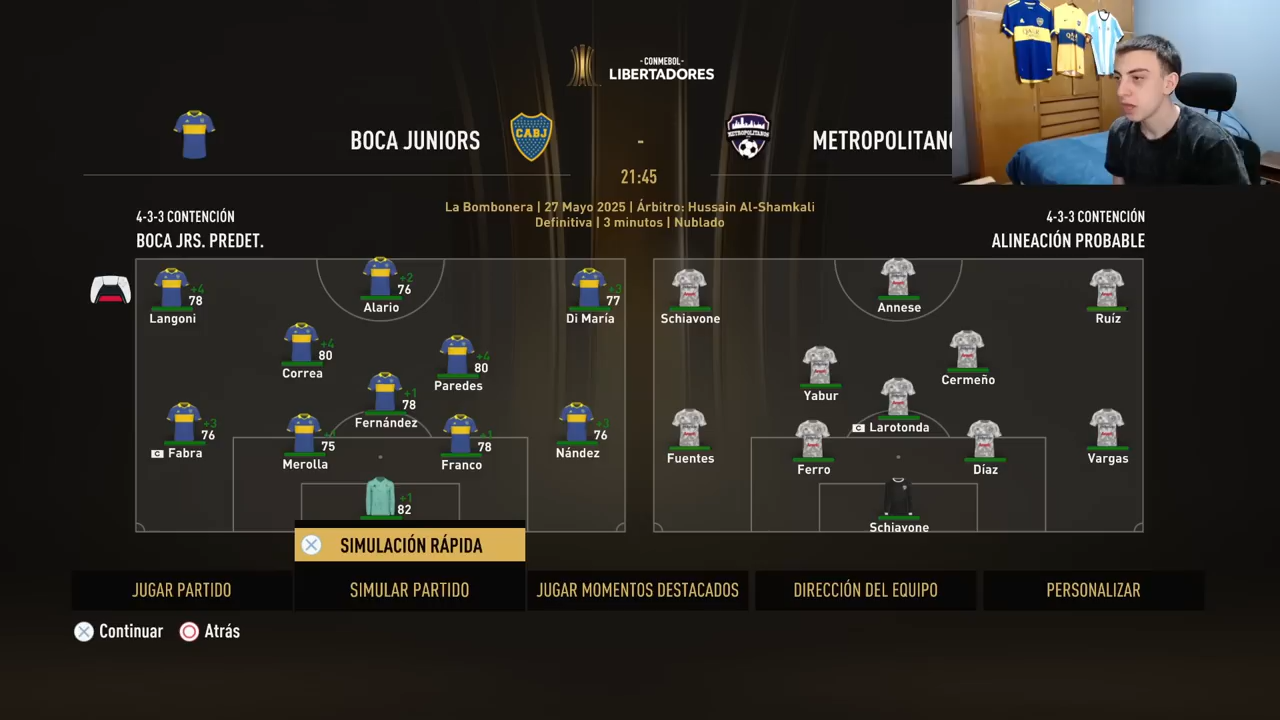 -CONMEBOL-
LIBERTADORES
BOCA JUNIORS
CABJ
-
METROPOLITANOS
METROPOLITANO
21:45
La Bombonera | 27 Mayo 2025 | Árbitro: Hussain Al-Shamkali
Definitiva | 3 minutos | Nublado
4-3-3 CONTENCIÓN
BOCA JRS. PREDET.
4-3-3 CONTENCIÓN
ALINEACIÓN PROBABLE
+4
78
Langoni
+2
76
Alario
+3
77
Di María
+4
80
Correa
+4
80
Paredes
+1
78
Fernández
+3
76
C Fabra
75
Merolla
+1
78
Franco
+3
76
Nández
+1
82
Schiavone
Annese
Ruíz
Yabur
Cermeño
C Larotonda
Fuentes
Ferro
Díaz
Vargas
Schiavone
SIMULACIÓN RÁPIDA
JUGAR PARTIDO
SIMULAR PARTIDO
JUGAR MOMENTOS DESTACADOS
DIRECCIÓN DEL EQUIPO
PERSONALIZAR
Continuar
Atrás